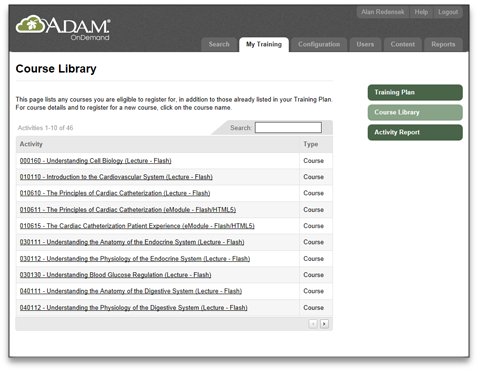 Alan Redensek Help Logout
ADAM.
OnDemand
Search My Training Configuration Users Content Reports
Course Library
This page lists any courses you are eligible to register for, in addition to those already listed in your Training Plan.
For course details and to register for a new course, click on the course name.
Training Plan
Course Library
Activity Report
Activities 1-10 of 46 Search:
Activity Type
000160 - Understanding Cell Biology (Lecture - Flash) Course
010110 - Introduction to the Cardiovascular System (Lecture - Flash) Course
010610 - The Principles of Cardiac Catheterization (Lecture - Flash) Course
010611 - The Principles of Cardiac Catheterization (eModule - Flash/HTML5) Course
010615 - The Cardiac Catheterization Patient Experience (eModule - Flash/HTML5) Course
030111 - Understanding the Anatomy of the Endocrine System (Lecture - Flash) Course
030112 - Understanding the Physiology of the Endocrine System (Lecture - Flash) Course
030130 - Understanding Blood Glucose Regulation (Lecture - Flash) Course
040111 - Understanding the Anatomy of the Digestive System (Lecture - Flash) Course
040112 - Understanding the Physiology of the Digestive System (Lecture - Flash) Course